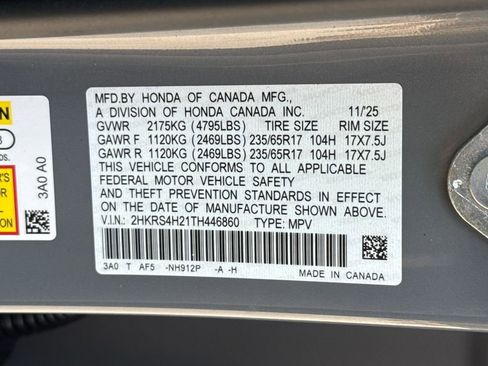 MFD.BY HONDA OF CANADA MFG.,
A DIVISION OF HONDA CANADA INC. 11/25
GVWR 2175KG (4795LBS) TIRE SIZE RIM SIZE
GAWR F 1120KG (2469LBS) 235/65R17 104H 17X7.5J
GAWR R 1120KG (2469LBS) 235/65R17 104H 17X7.5J
THIS VEHICLE CONFORMS TO ALL APPLICABLE
FEDERAL MOTOR VEHICLE SAFETY
AND THEFT PREVENTION STANDARDS IN EFFECT
ON THE DATE OF MANUFACTURE SHOWN ABOVE.
V.I.N.: 2HKRS4H21TH446860 TYPE: MPV
3A0 T AF5 -NH912P -A -H
MADE IN CANADA
3A0 A0